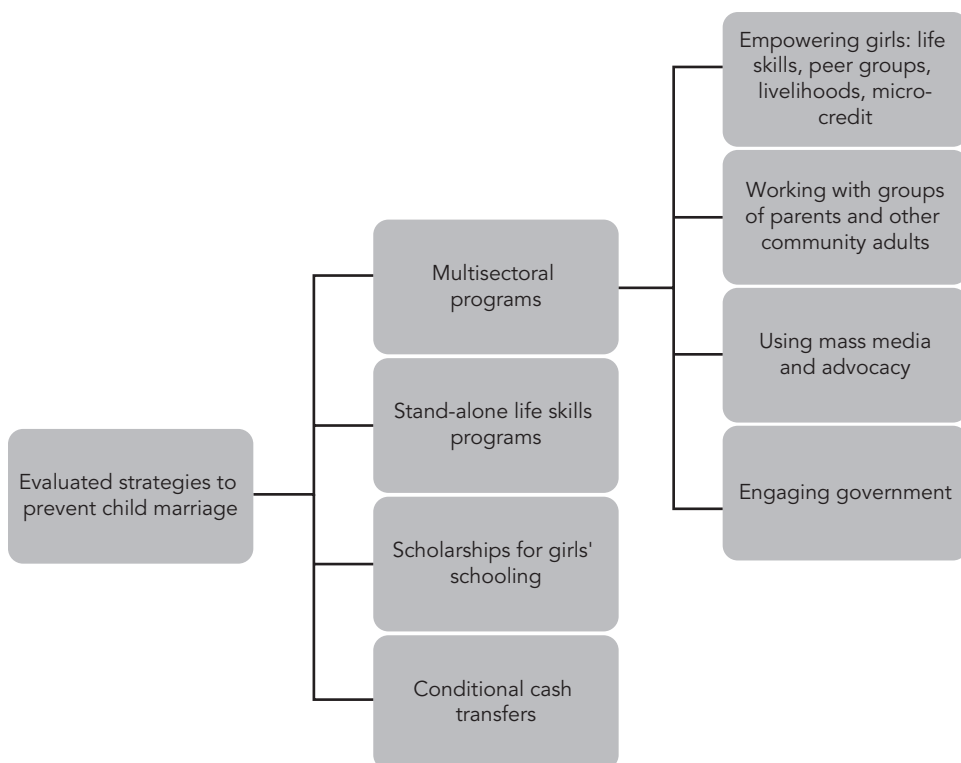 Evaluated strategies to
prevent child marriage
Multisectoral
programs
Stand-alone life skills
programs
Scholarships for girls'
schooling
Conditional cash
transfers
Empowering girls: life
skills, peer groups,
livelihoods, micro-
credit
Working with groups
of parents and other
community adults
Using mass media
and advocacy
Engaging government